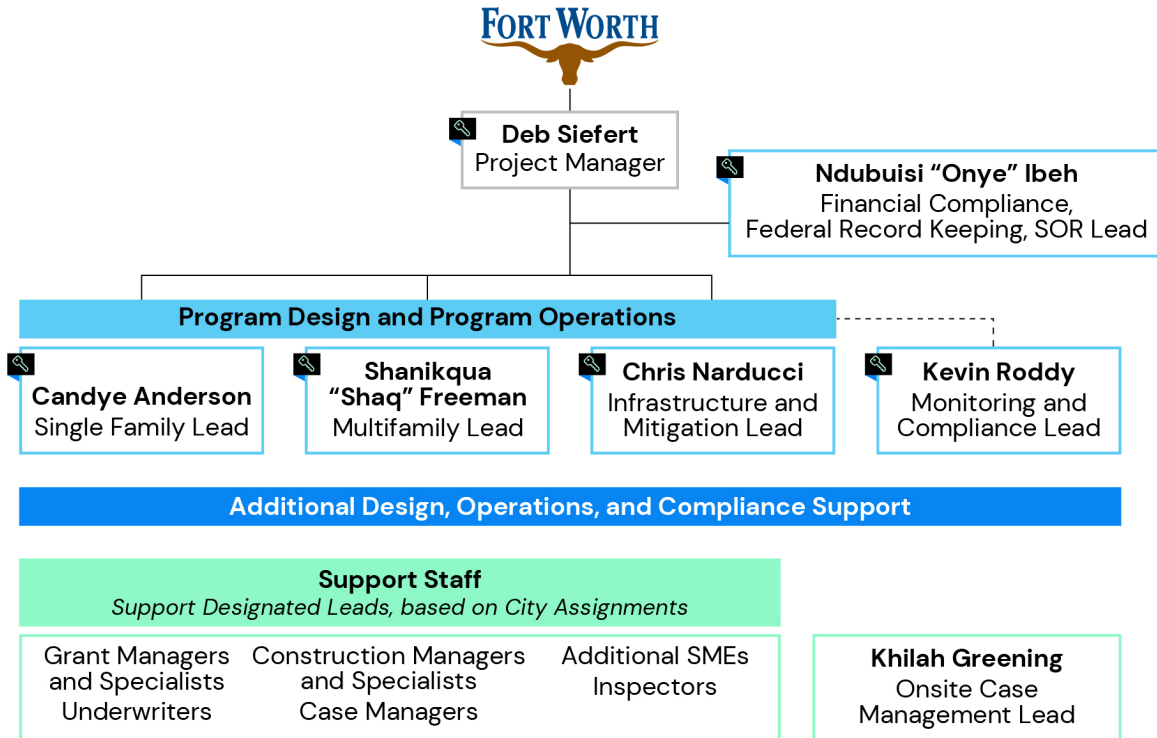 FORT WORTH
Deb Siefert
Project Manager
Ndubuisi “Onye” Ibeh
Financial Compliance,
Federal Record Keeping, SOR Lead
Program Design and Program Operations
Candye Anderson
Single Family Lead
Shanikqua
“Shaq” Freeman
Multifamily Lead
Chris Narducci
Infrastructure and
Mitigation Lead
Kevin Roddy
Monitoring and
Compliance Lead
Additional Design, Operations, and Compliance Support
Support Staff
Support Designated Leads, based on City Assignments
Grant Managers
and Specialists
Underwriters
Construction Managers
and Specialists
Case Managers
Additional SMEs
Inspectors
Khilah Greening
Onsite Case
Management Lead